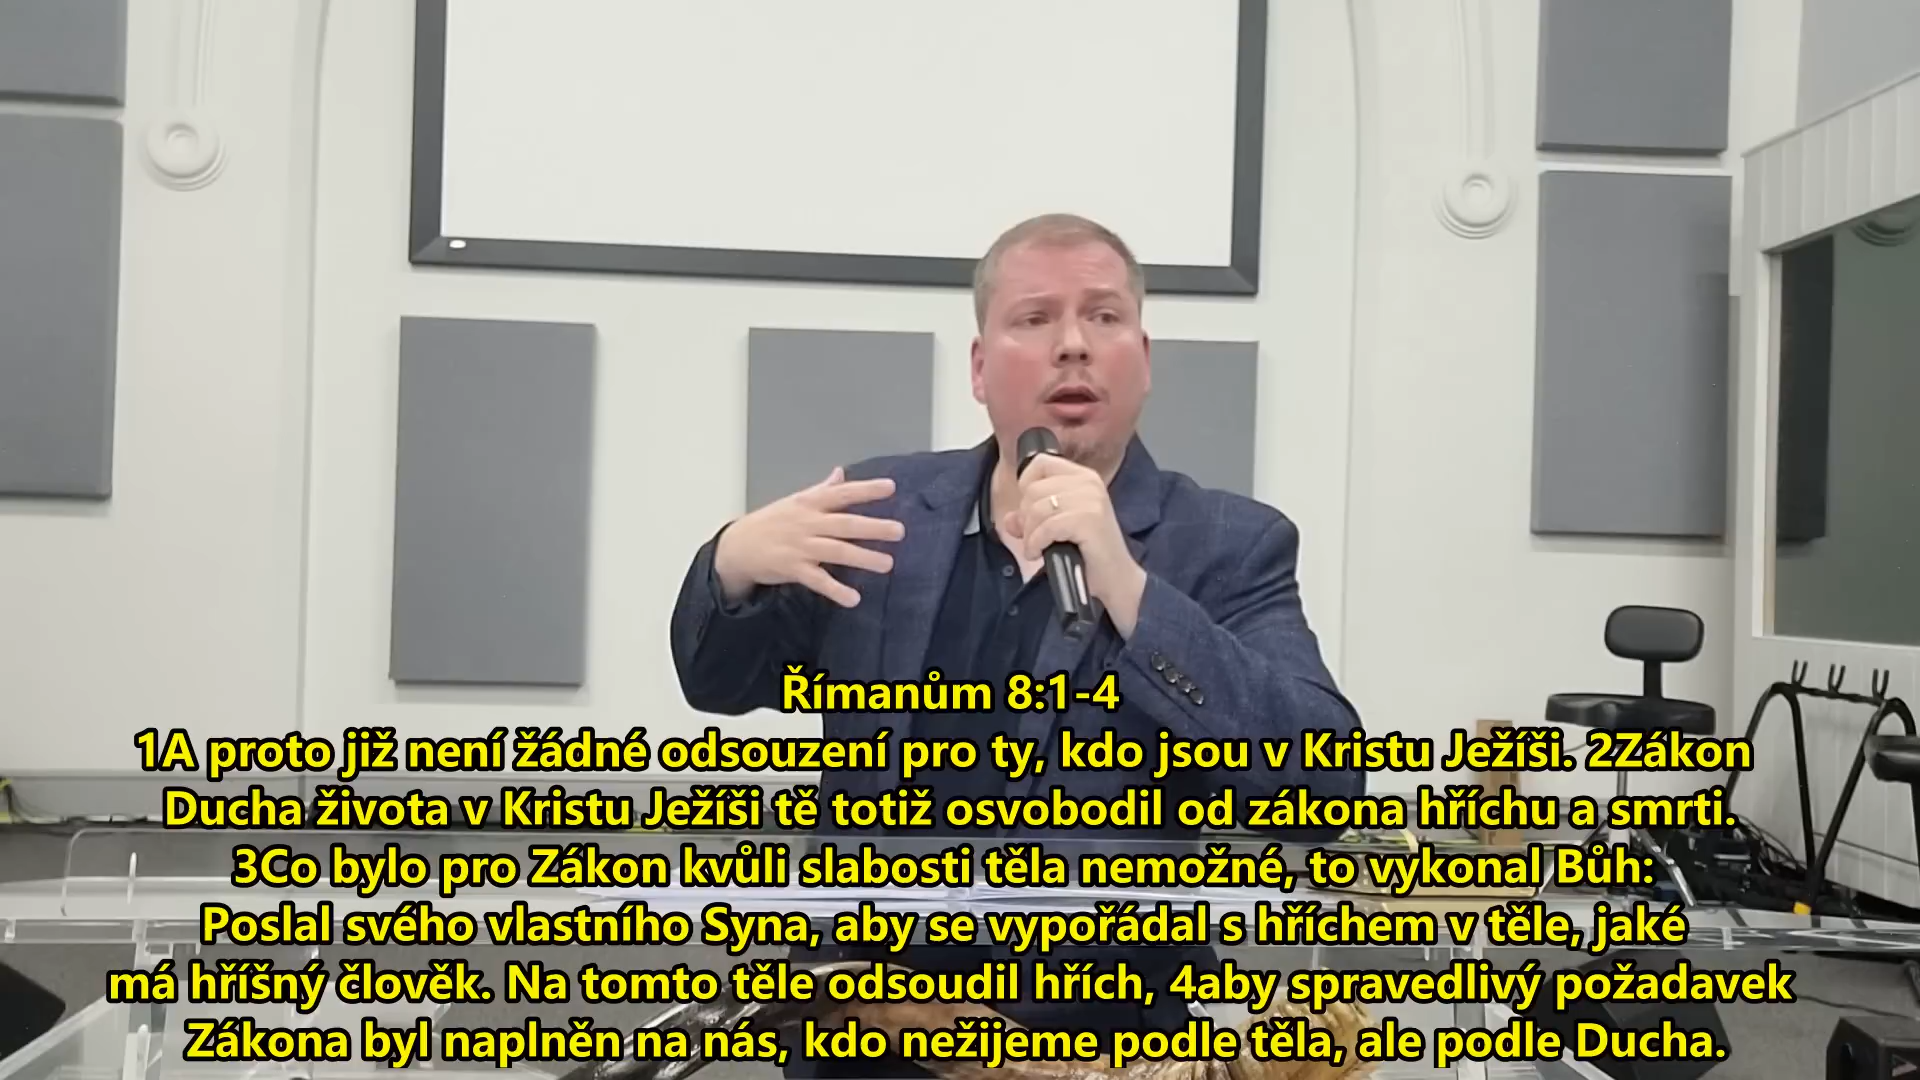 Římanům 8:1-4
1A proto již není žádné odsouzení pro ty, kdo jsou v Kristu Ježíši. 2Zákon
Ducha života v Kristu Ježíši tě totiž osvobodil od zákona hříchu a smrti.
3Co bylo pro Zákon kvůli slabosti těla nemožné, to vykonal Bůh:
Poslal svého vlastního Syna, aby se vypořádal s hříchem v těle, jaké
má hříšný člověk. Na tomto těle odsoudil hřích, 4aby spravedlivý požadavek
Zákona byl naplněn na nás, kdo nežijeme podle těla, ale podle Ducha.